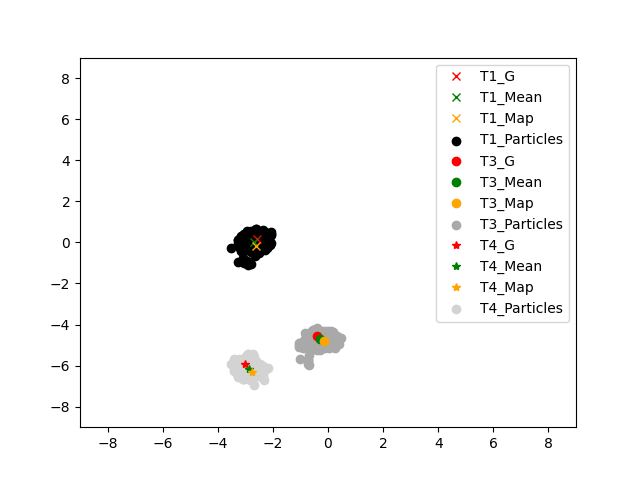 8
6
4
2
0
−2
−4
−6
−8
−8 −6 −4 −2 0 2 4 6 8
T1_G
T1_Mean
T1_Map
T1_Particles
T3_G
T3_Mean
T3_Map
T3_Particles
T4_G
T4_Mean
T4_Map
T4_Particles